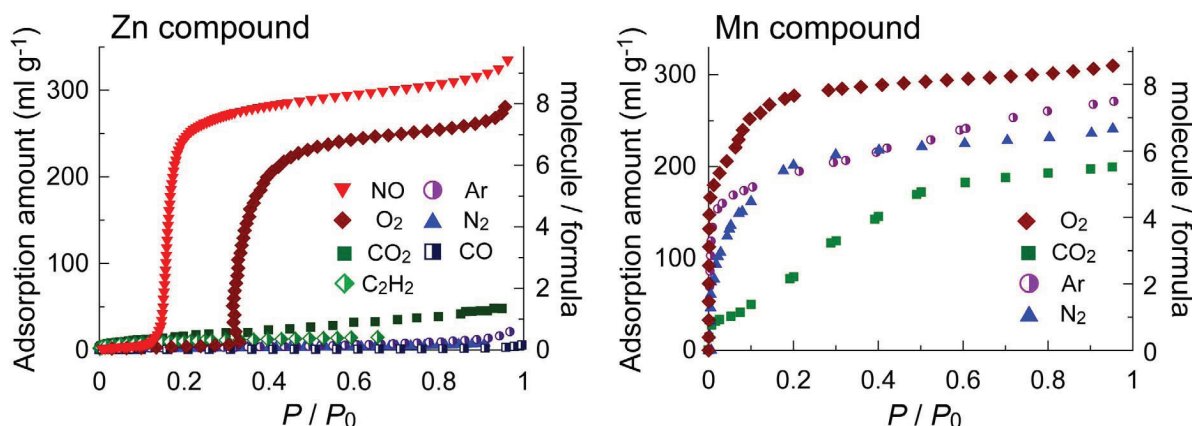 Zn compound
Adsorption amount (ml g⁻¹)
300
200
100
0
8
6
4
2
0
molecule / formula
NO
Ar
O₂
N₂
CO₂
CO
C₂H₂
0
0.2
0.4
0.6
0.8
1
P / P₀
Mn compound
Adsorption amount (ml g⁻¹)
300
200
100
0
8
6
4
2
0
molecule / formula
O₂
CO₂
Ar
N₂
0
0.2
0.4
0.6
0.8
1
P / P₀